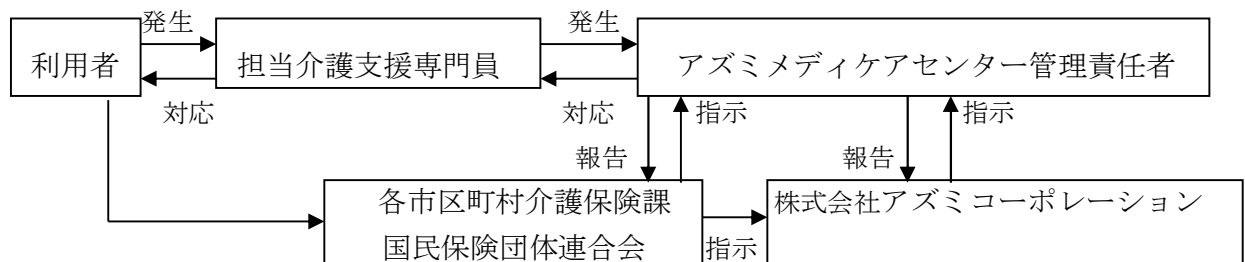 発生
発生
利用者
担当介護支援専門員
アズミメディケアセンター管理責任者
対応
対応
指示
指示
報告
報告
各市区町村介護保険課
株式会社アズミコーポレーション
国民保険団体連合会
指示